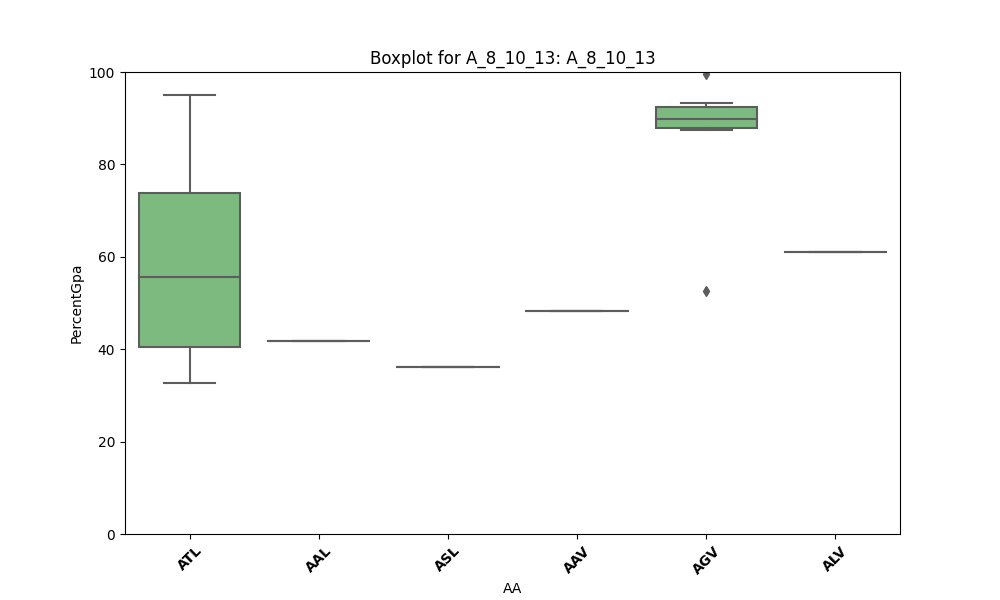 Boxplot for A_8_10_13: A_8_10_13
100
80
60
40
20
0
PercentGpa
ATL
AAL
ASL
AAV
AGV
ALV
AA